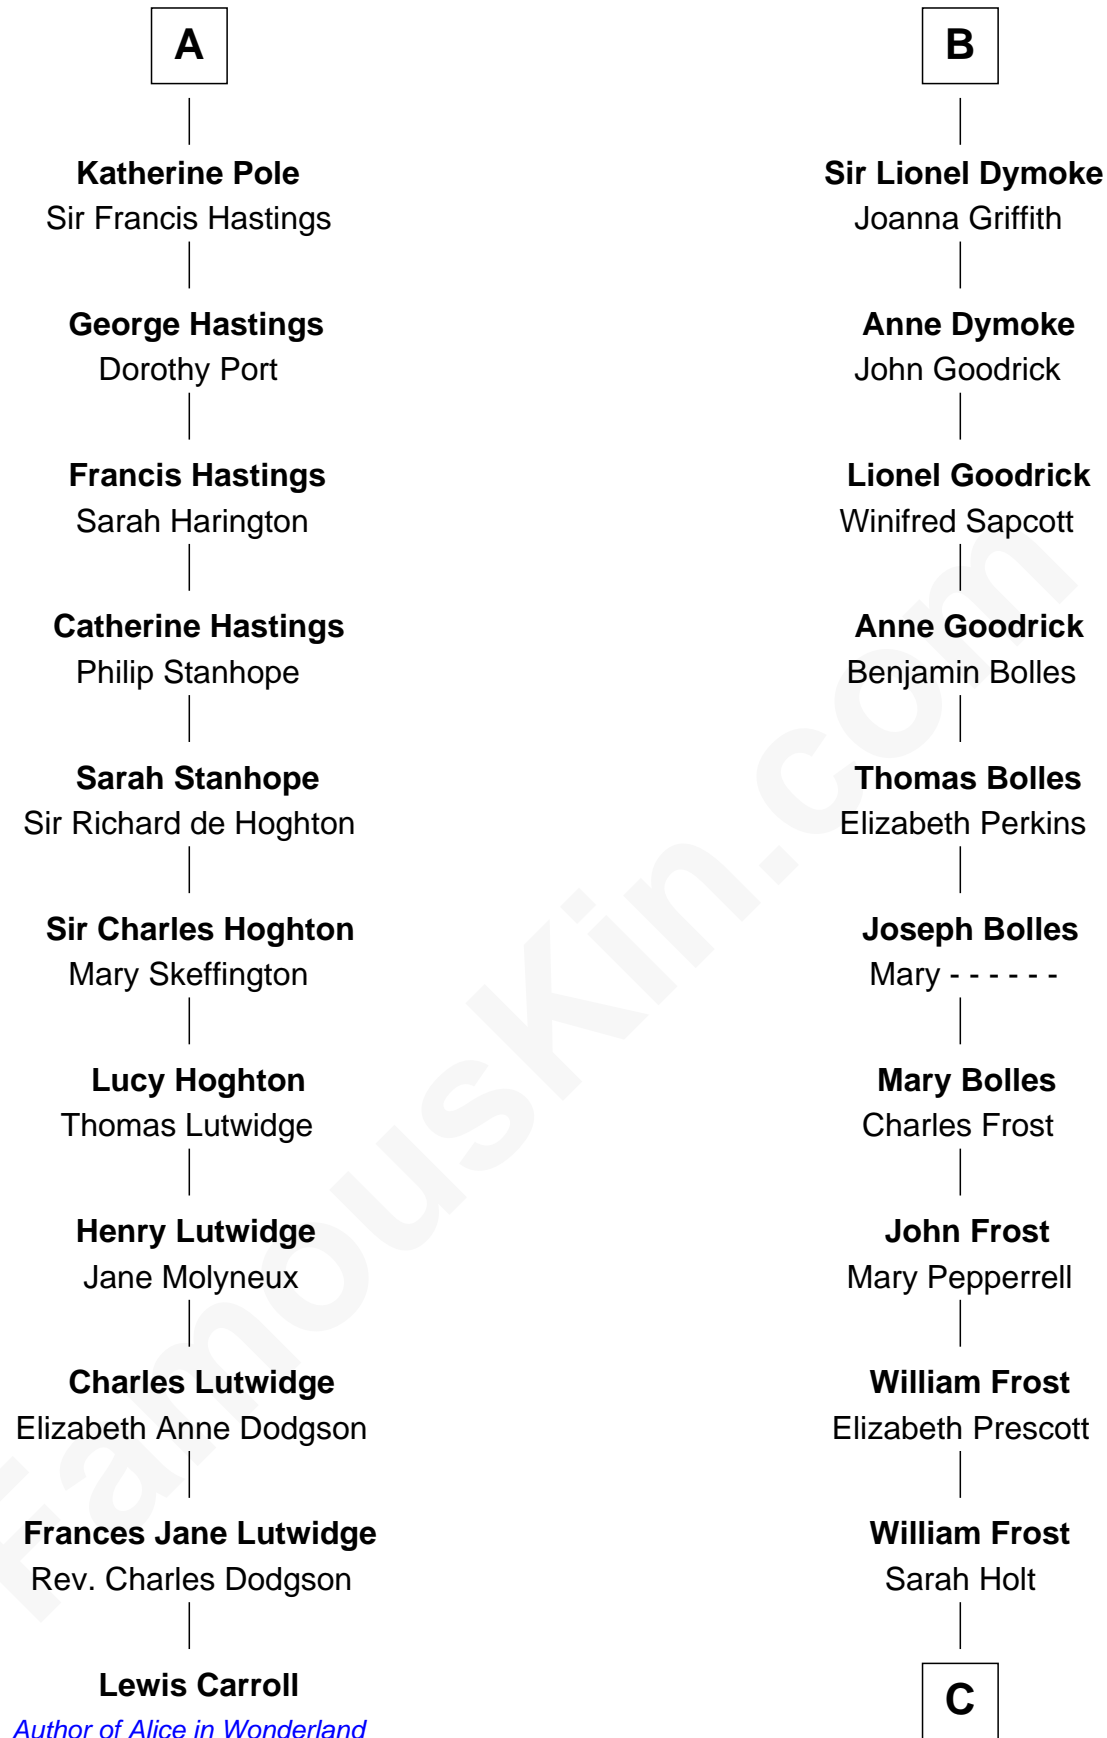 A
Katherine Pole
Sir Francis Hastings
George Hastings
Dorothy Port
Francis Hastings
Sarah Harington
Catherine Hastings
Philip Stanhope
Sarah Stanhope
Sir Richard de Hoghton
Sir Charles Hoghton
Mary Skeffington
Lucy Hoghton
Thomas Lutwidge
Henry Lutwidge
Jane Molyneux
Charles Lutwidge
Elizabeth Anne Dodgson
Frances Jane Lutwidge
Rev. Charles Dodgson
Lewis Carroll
Author of Alice in Wonderland
B
Sir Lionel Dymoke
Joanna Griffith
Anne Dymoke
John Goodrick
Lionel Goodrick
Winifred Sapcott
Anne Goodrick
Benjamin Bolles
Thomas Bolles
Elizabeth Perkins
Joseph Bolles
Mary - - - - - -
Mary Bolles
Charles Frost
John Frost
Mary Pepperrell
William Frost
Elizabeth Prescott
William Frost
Sarah Holt
C
FamousKin.com